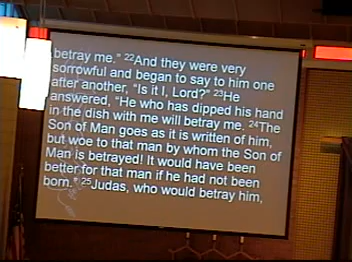 betray me.” ²²And they were very
sorrowful and began to say to him one
after another, “Is it I, Lord?” ²³He
answered, “He who has dipped his hand
in the dish with me will betray me. ²⁴The
Son of Man goes as it is written of him,
but woe to that man by whom the Son of
Man is betrayed! It would have been
better for that man if he had not been
born.” ²⁵Judas, who would betray him,